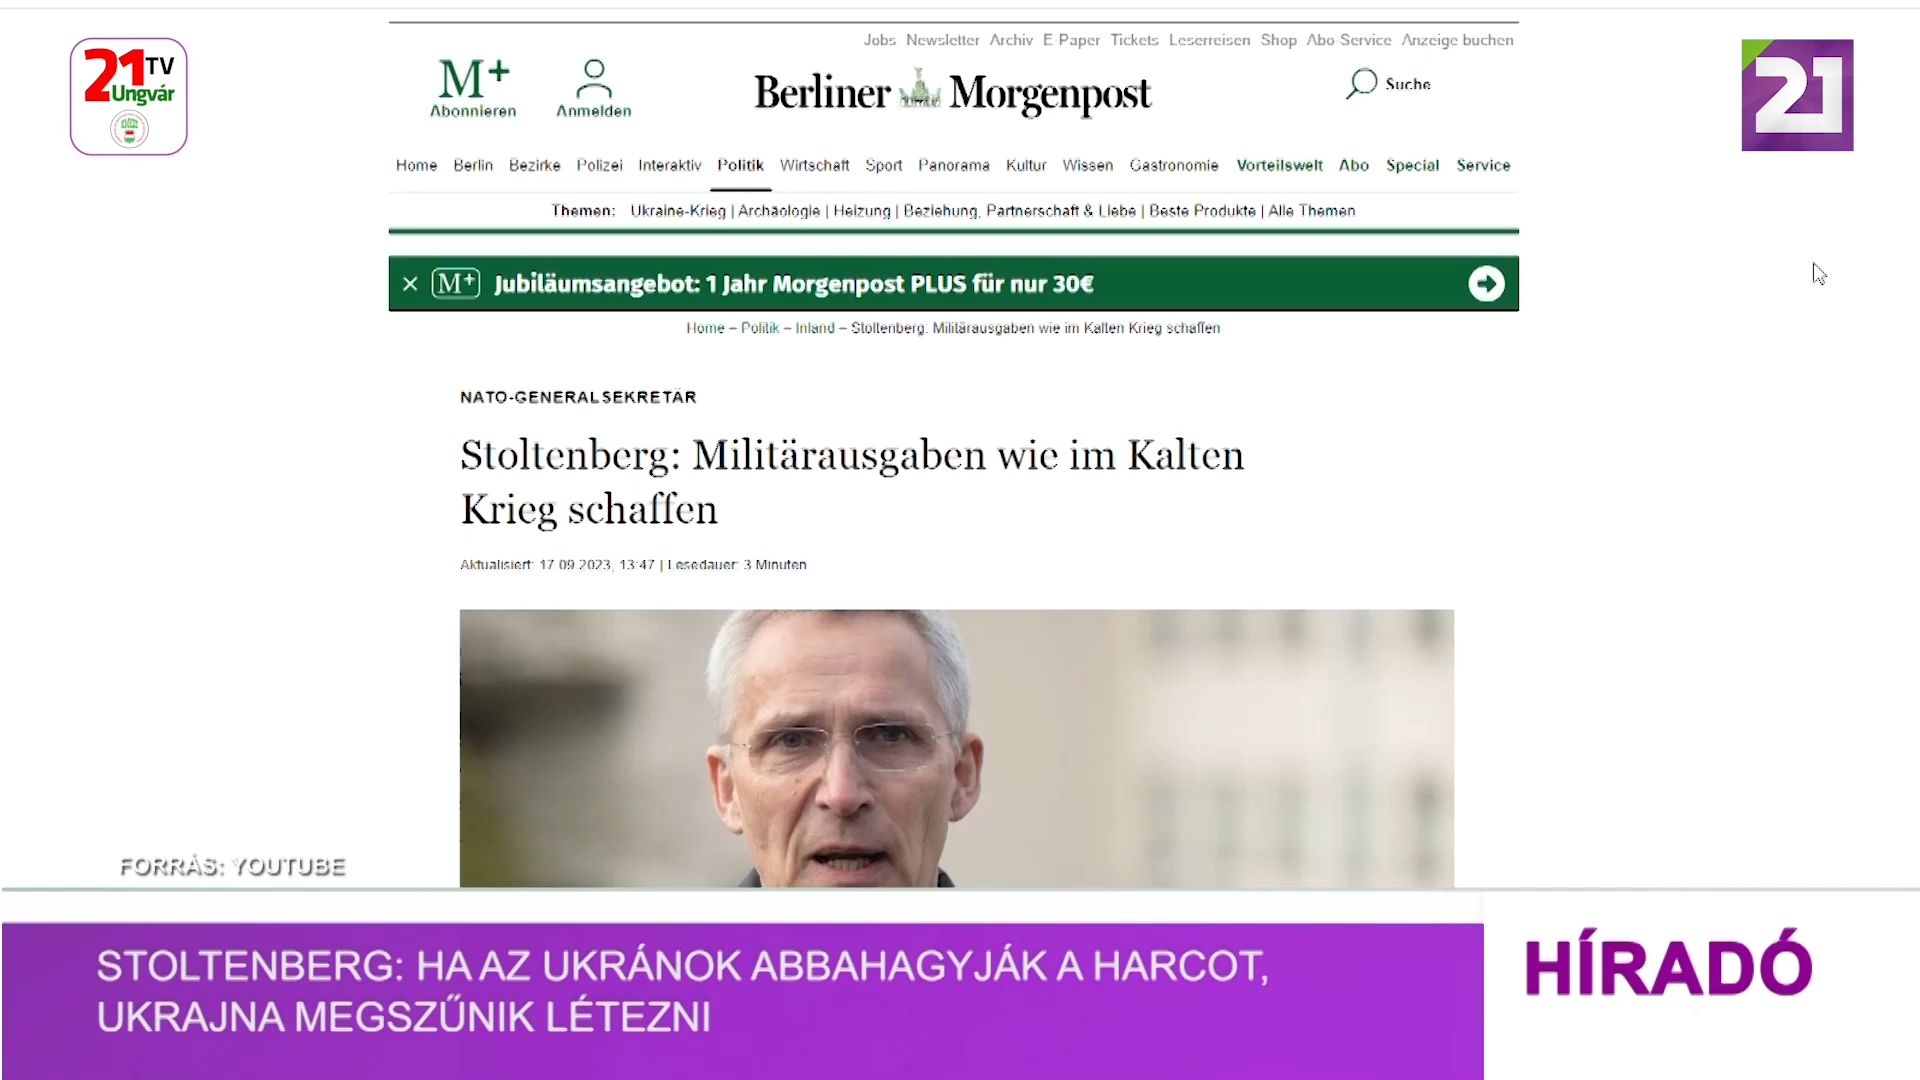 21TV
Ungvár
21
Jobs Newsletter Archiv E-Paper Tickets Leserreisen Shop Abo-Service Anzeige buchen
M+
Abonnieren
Anmelden
Berliner Morgenpost
Suche
Home Berlin Bezirke Polizei Interaktiv Politik Wirtschaft Sport Panorama Kultur Wissen Gastronomie Vorteilswelt Abo Special Service
Themen: Ukraine-Krieg | Archäologie | Heizung | Beziehung, Partnerschaft & Liebe | Beste Produkte | Alle Themen
× M+ Jubiläumsangebot: 1 Jahr Morgenpost PLUS für nur 30€
Home – Politik – Inland – Stoltenberg: Militärausgaben wie im Kalten Krieg schaffen
NATO-GENERALSEKRETÄR
Stoltenberg: Militärausgaben wie im Kalten
Krieg schaffen
Aktualisiert: 17.09.2023, 13:47 | Lesedauer: 3 Minuten
FORRÁS: YOUTUBE
STOLTENBERG: HA AZ UKRÁNOK ABBAHAGYJÁK A HARCOT,
UKRAJNA MEGSZŰNIK LÉTEZNI
HÍRADÓ